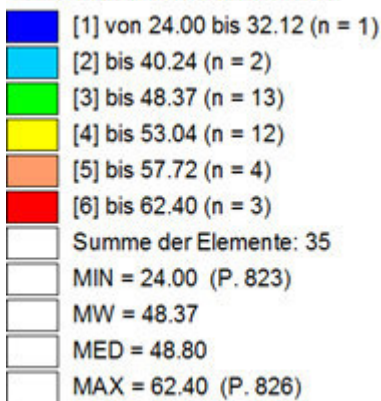 [1] von 24.00 bis 32.12 (n = 1)
[2] bis 40.24 (n = 2)
[3] bis 48.37 (n = 13)
[4] bis 53.04 (n = 12)
[5] bis 57.72 (n = 4)
[6] bis 62.40 (n = 3)
Summe der Elemente: 35
MIN = 24.00 (P. 823)
MW = 48.37
MED = 48.80
MAX = 62.40 (P. 826)